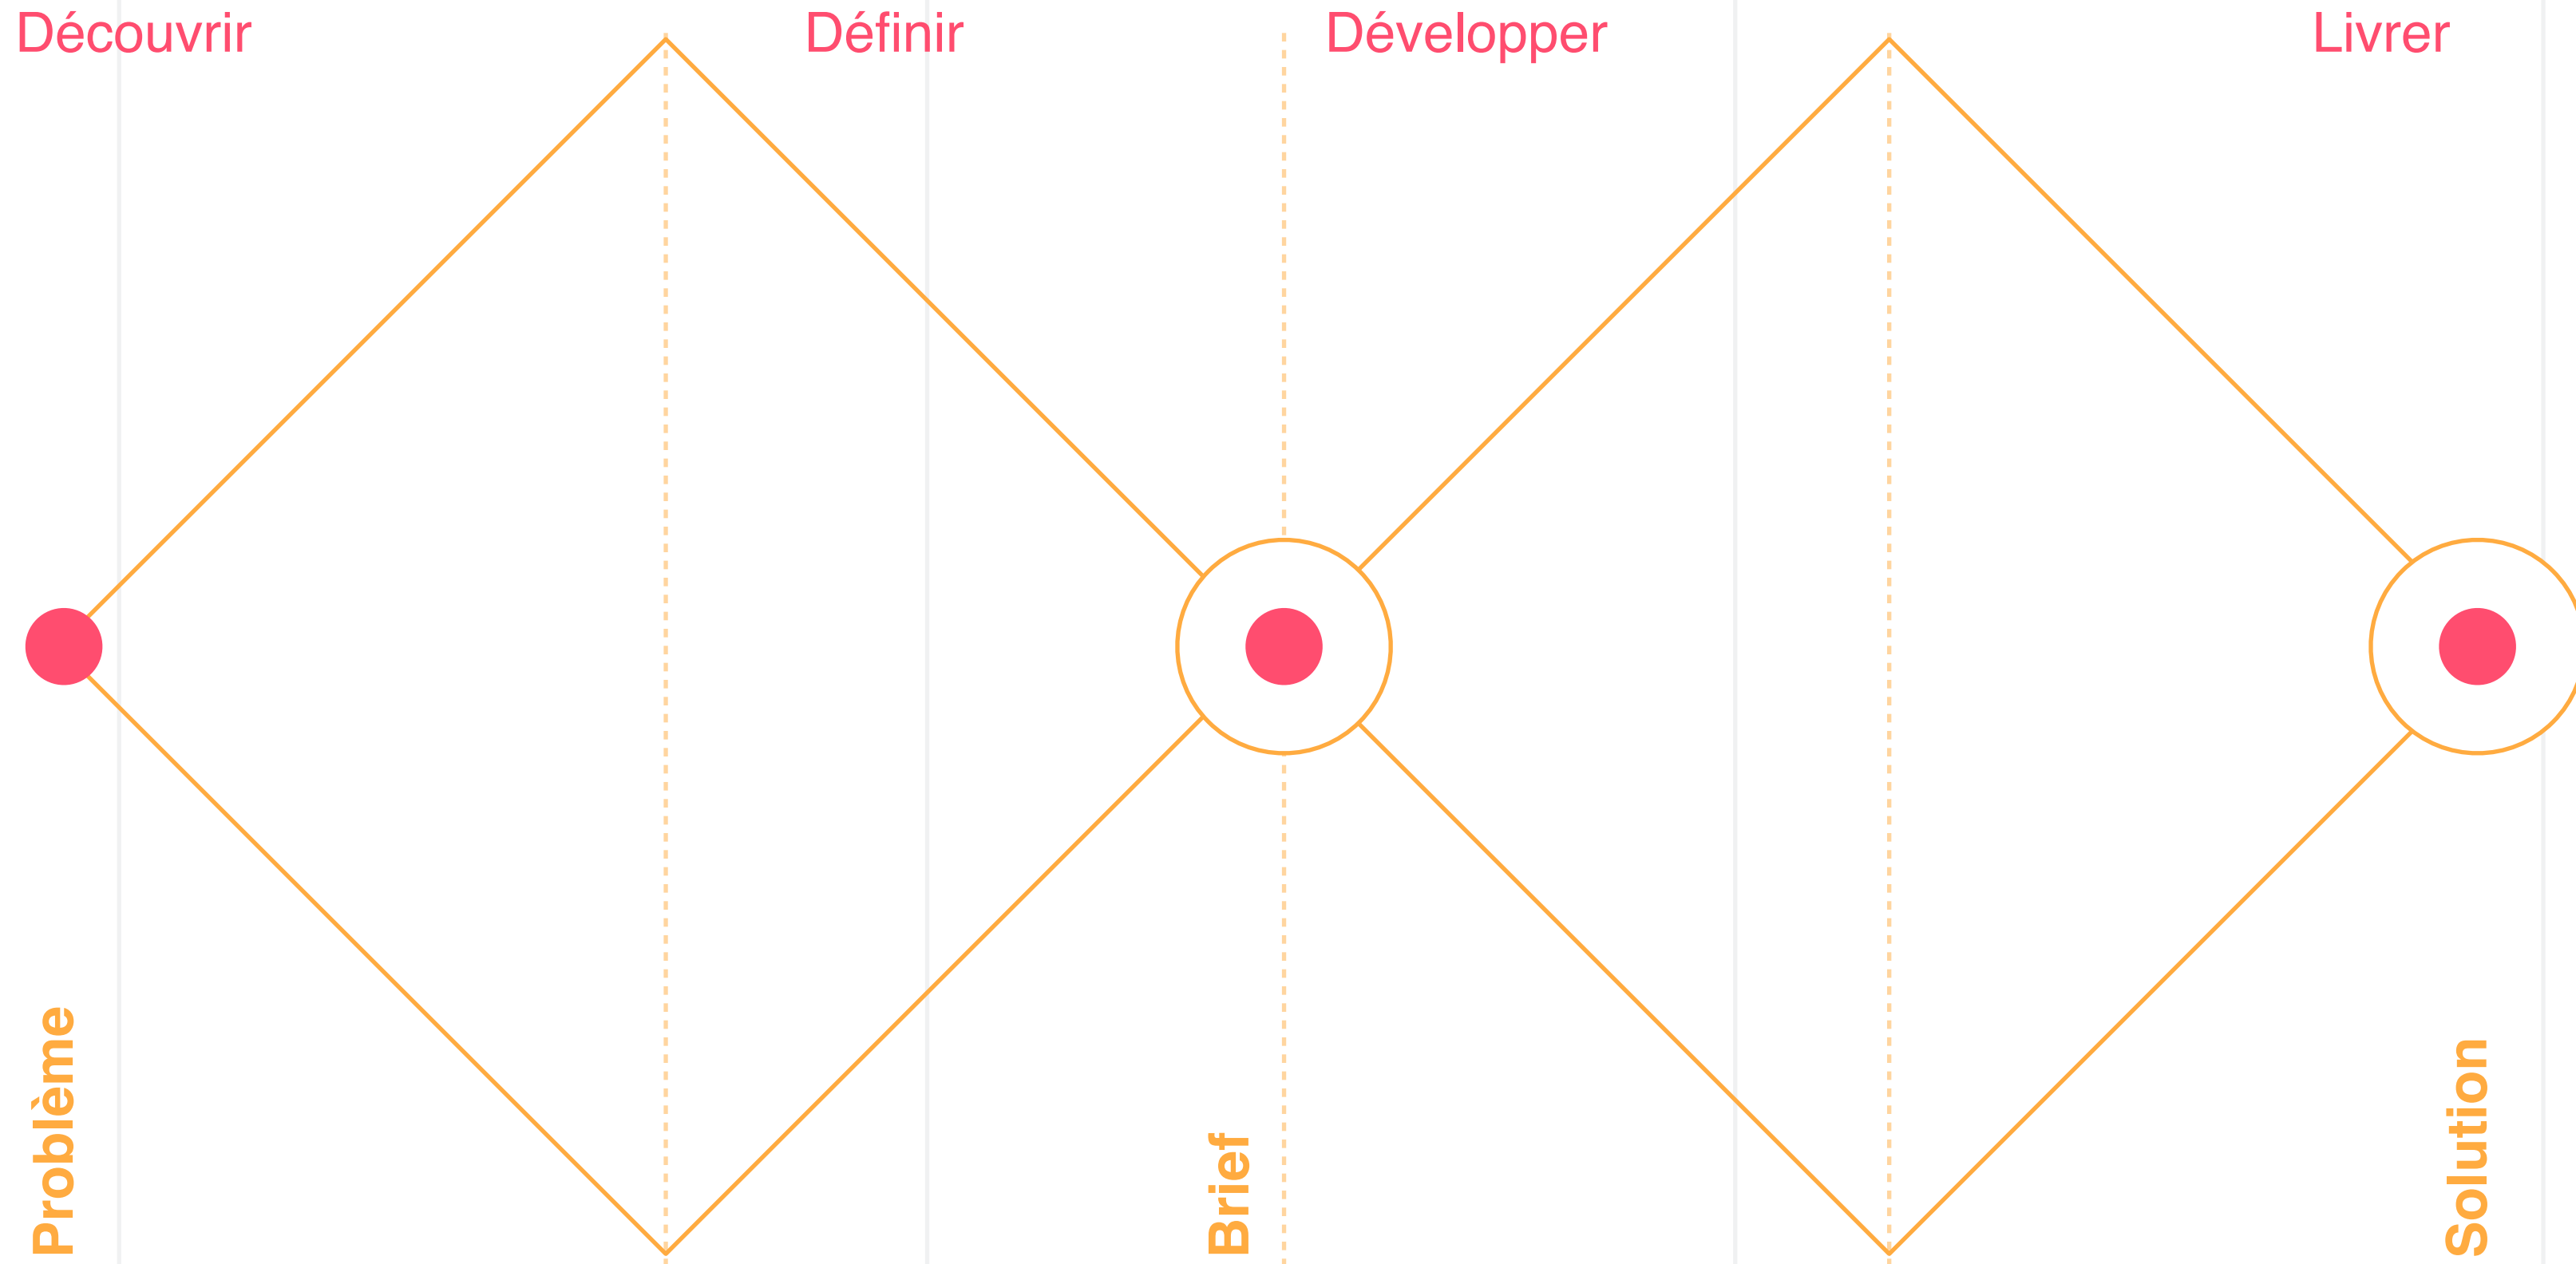 Découvrir
Définir
Développer
Livrer
Problème
Brief
Solution